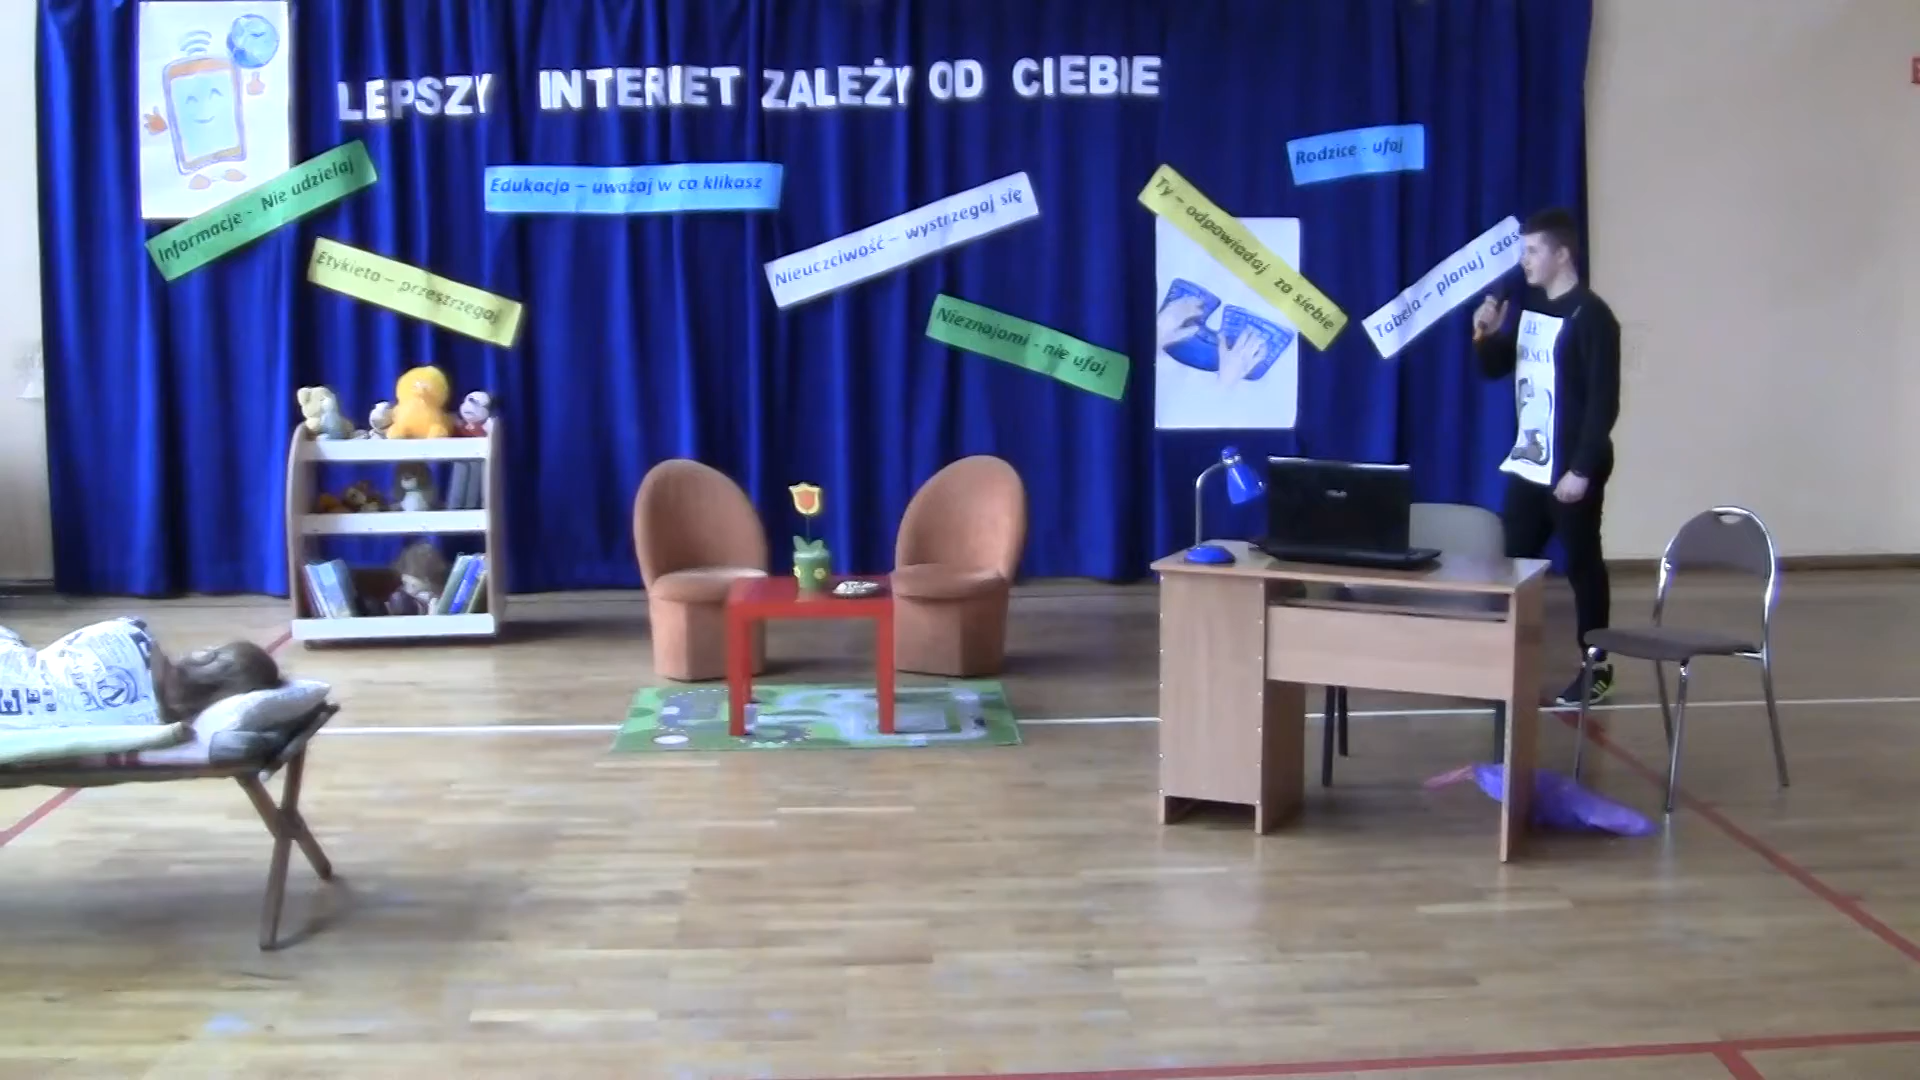 LEPSZY INTERNET ZALEŻY OD CIEBIE
Informacje - Nie udzielaj
Etykieta – przestrzegaj
Edukacja – uważaj w co klikasz
Nieuczciwość – wystrzegaj się
Nieznajomi - nie ufaj
Ty – odpowiadaj za siebie
Rodzice - ufaj
Tabela – planuj czas